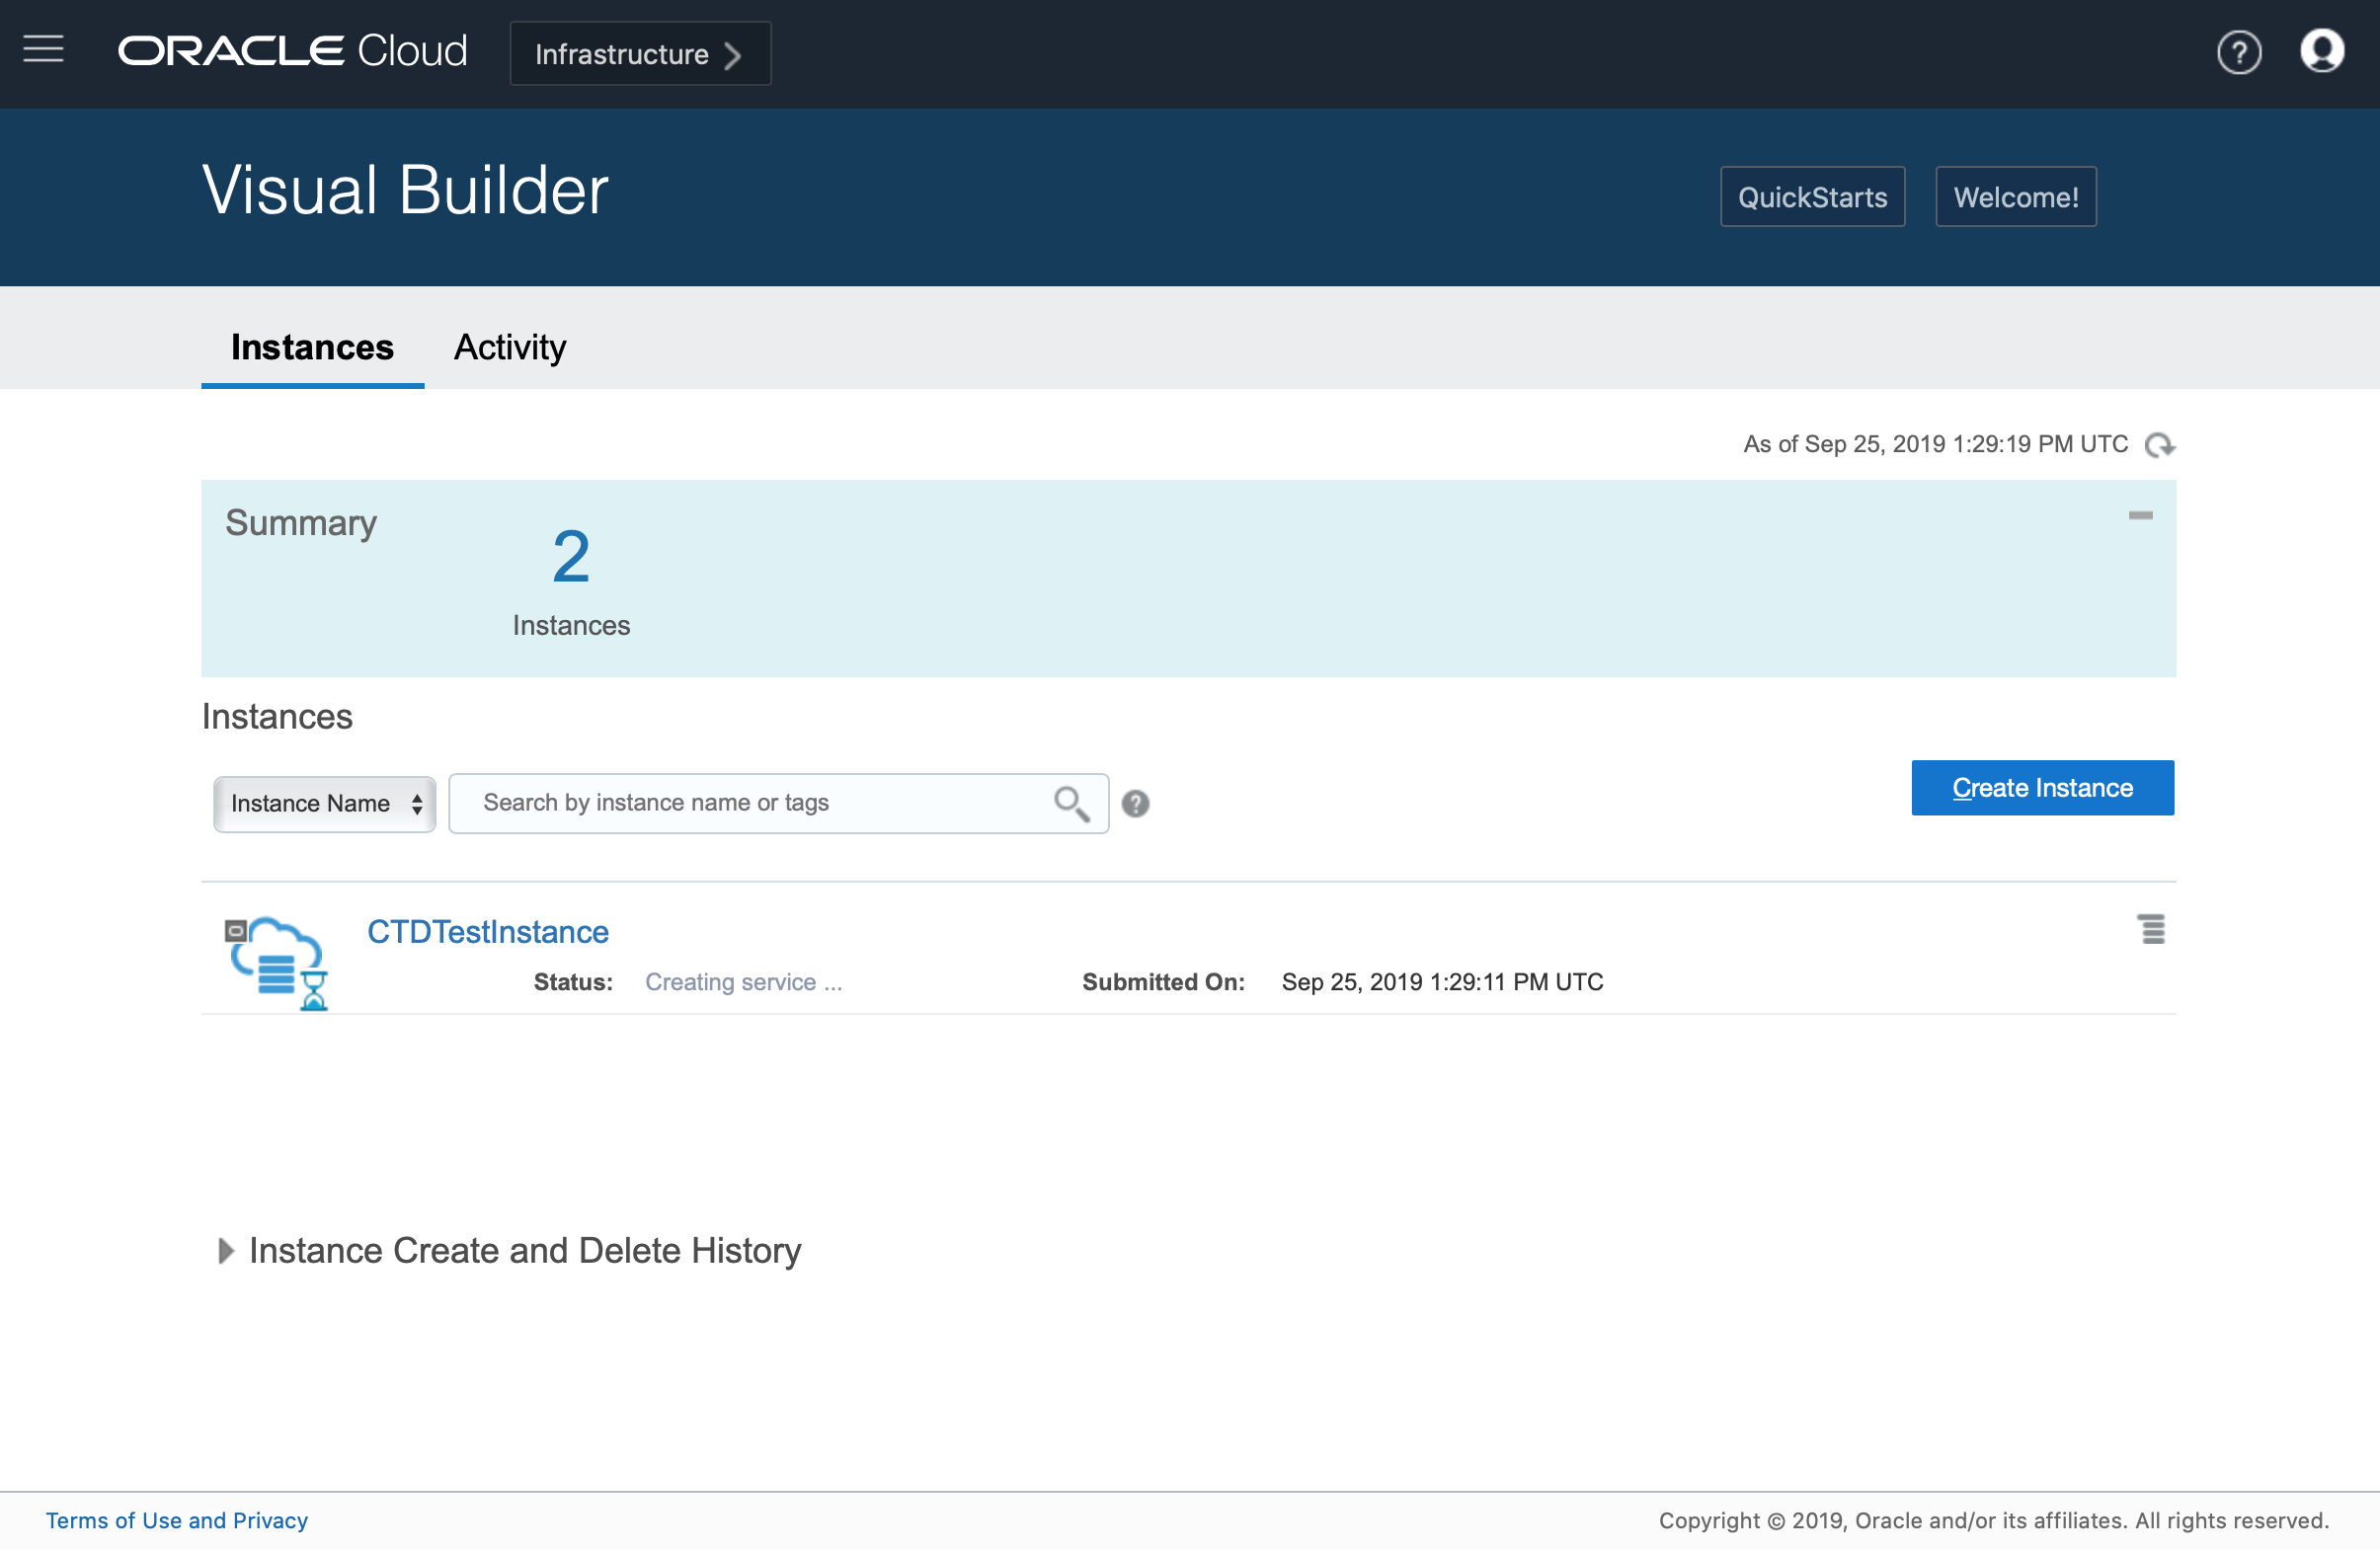 ORACLE Cloud
Infrastructure
Visual Builder
QuickStarts
Welcome!
Instances
Activity
As of Sep 25, 2019 1:29:19 PM UTC
Summary
2
Instances
Instances
Instance Name
Search by instance name or tags
Create Instance
CTDTestInstance
Status: Creating service ...
Submitted On: Sep 25, 2019 1:29:11 PM UTC
Instance Create and Delete History
Terms of Use and Privacy
Copyright © 2019, Oracle and/or its affiliates. All rights reserved.